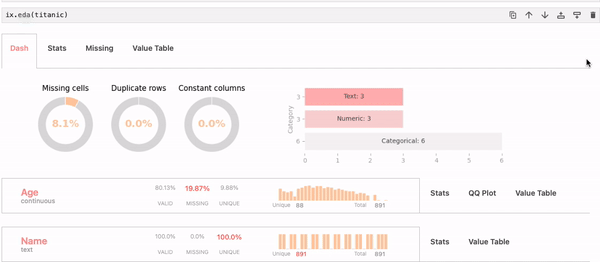 ix.eda(titanic)
Dash Stats Missing Value Table
Missing cells Duplicate rows Constant columns
8.1% 0.0% 0.0%
Category
3 Text: 3
3 Numeric: 3
6 Categorical: 6
0 1 2 3 4 5 6
Age
continuous
80.13% 19.87% 9.88%
VALID MISSING UNIQUE
Unique 88 Total 891
Stats QQ Plot Value Table
Name
text
100.0% 0.0% 100.0%
VALID MISSING UNIQUE
Unique 891 Total 891
Stats Value Table